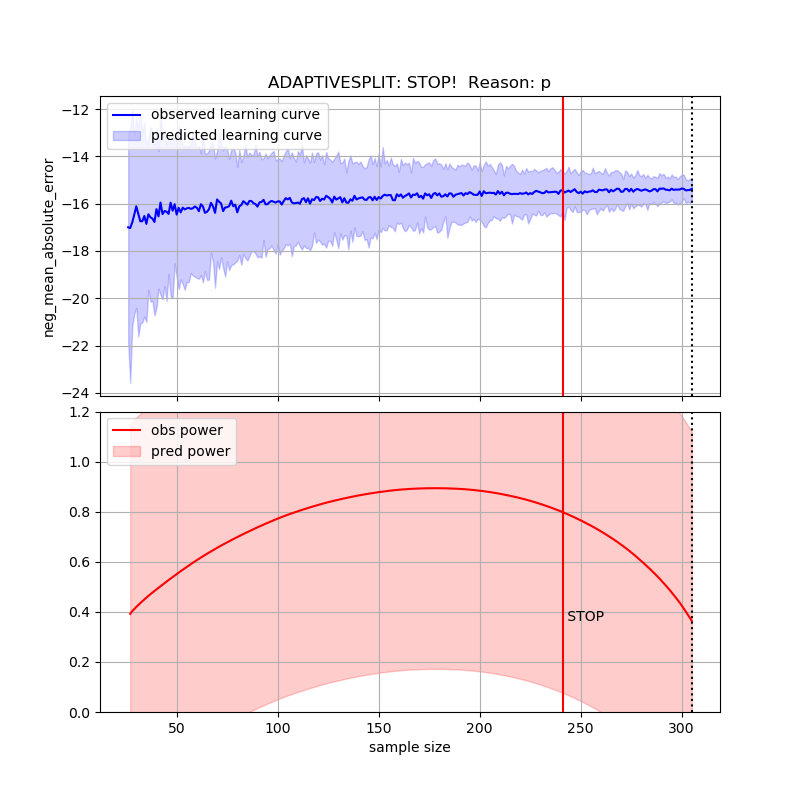 ADAPTIVESPLIT: STOP!  Reason: p
observed learning curve
predicted learning curve
neg_mean_absolute_error
−12
−14
−16
−18
−20
−22
−24
obs power
pred power
1.2
1.0
0.8
0.6
0.4
0.2
0.0
STOP
50 100 150 200 250 300
sample size